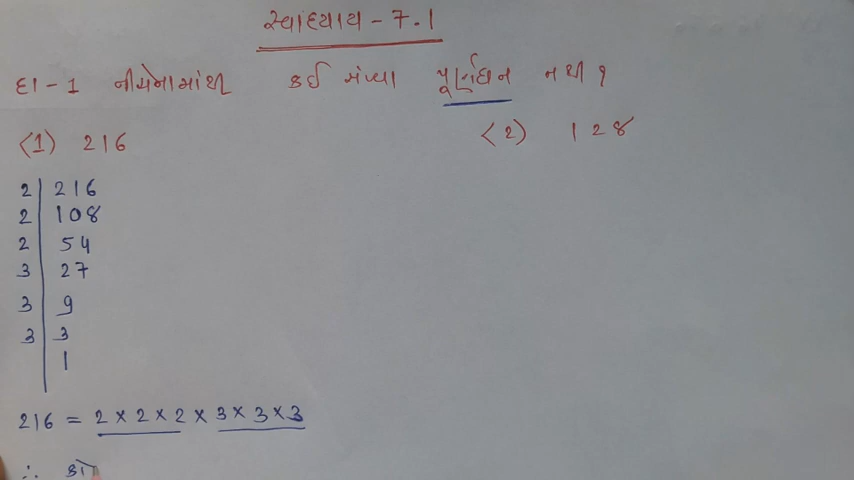 સ્વાધ્યાય - 7.1
દા - 1 નીચેનામાંથી કઈ સંખ્યા પૂર્ણઘન નથી ?
(1) 216
(2) 128
2 | 216
2 | 108
2 | 54
3 | 27
3 | 9
3 | 3
| 1
216 = 2 × 2 × 2 × 3 × 3 × 3
∴